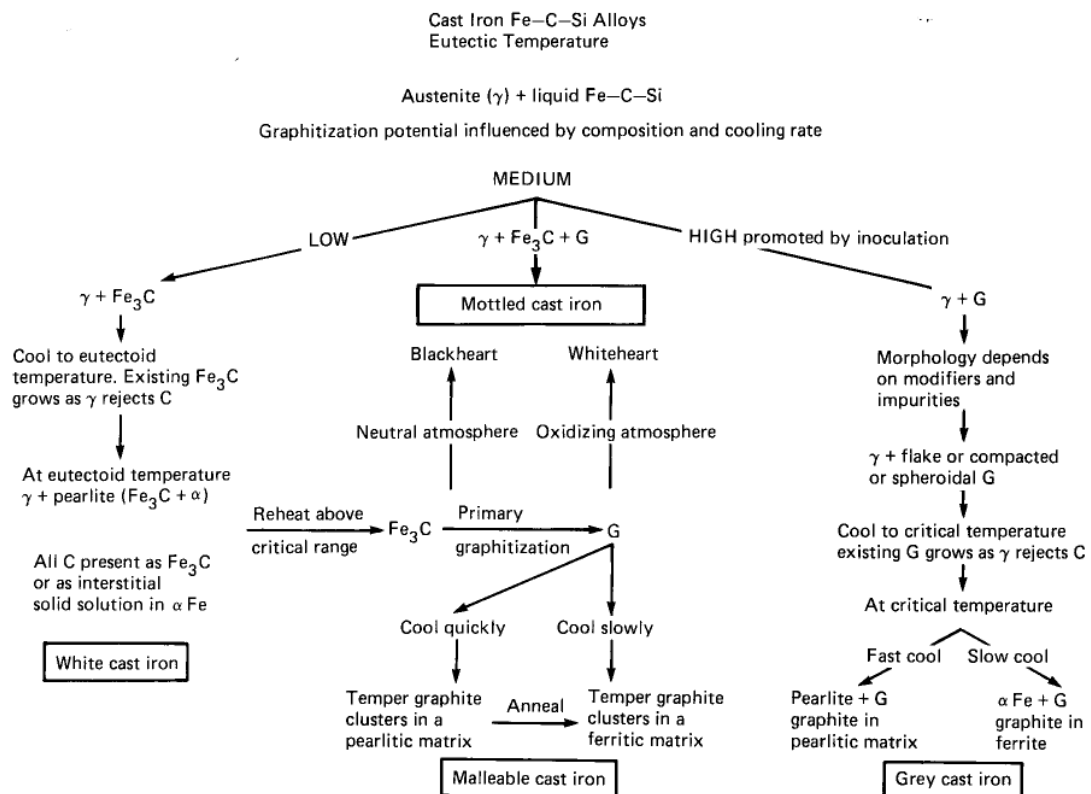 Cast Iron Fe–C–Si Alloys
Eutectic Temperature
Austenite (γ) + liquid Fe–C–Si
Graphitization potential influenced by composition and cooling rate
MEDIUM
LOW
γ + Fe₃C + G
HIGH promoted by inoculation
γ + Fe₃C
Mottled cast iron
γ + G
Cool to eutectoid
temperature. Existing Fe₃C
grows as γ rejects C
Blackheart
Whiteheart
Morphology depends
on modifiers and
impurities
Neutral atmosphere
Oxidizing atmosphere
At eutectoid temperature
γ + pearlite (Fe₃C + α)
γ + flake or compacted
or spheroidal G
Reheat above
critical range
Fe₃C
Primary
graphitization
G
Cool to critical temperature
existing G grows as γ rejects C
All C present as Fe₃C
or as interstitial
solid solution in α Fe
At critical temperature
Cool quickly
Cool slowly
White cast iron
Fast cool
Slow cool
Temper graphite
clusters in a
pearlitic matrix
Anneal
Temper graphite
clusters in a
ferritic matrix
Pearlite + G
graphite in
pearlitic matrix
α Fe + G
graphite in
ferrite
Malleable cast iron
Grey cast iron